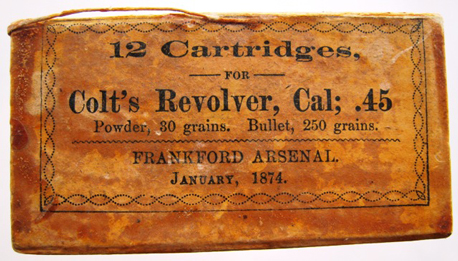 12 Cartridges,
FOR
Colt's Revolver, Cal; .45
Powder, 30 grains. Bullet, 250 grains.
FRANKFORD ARSENAL.
JANUARY, 1874.